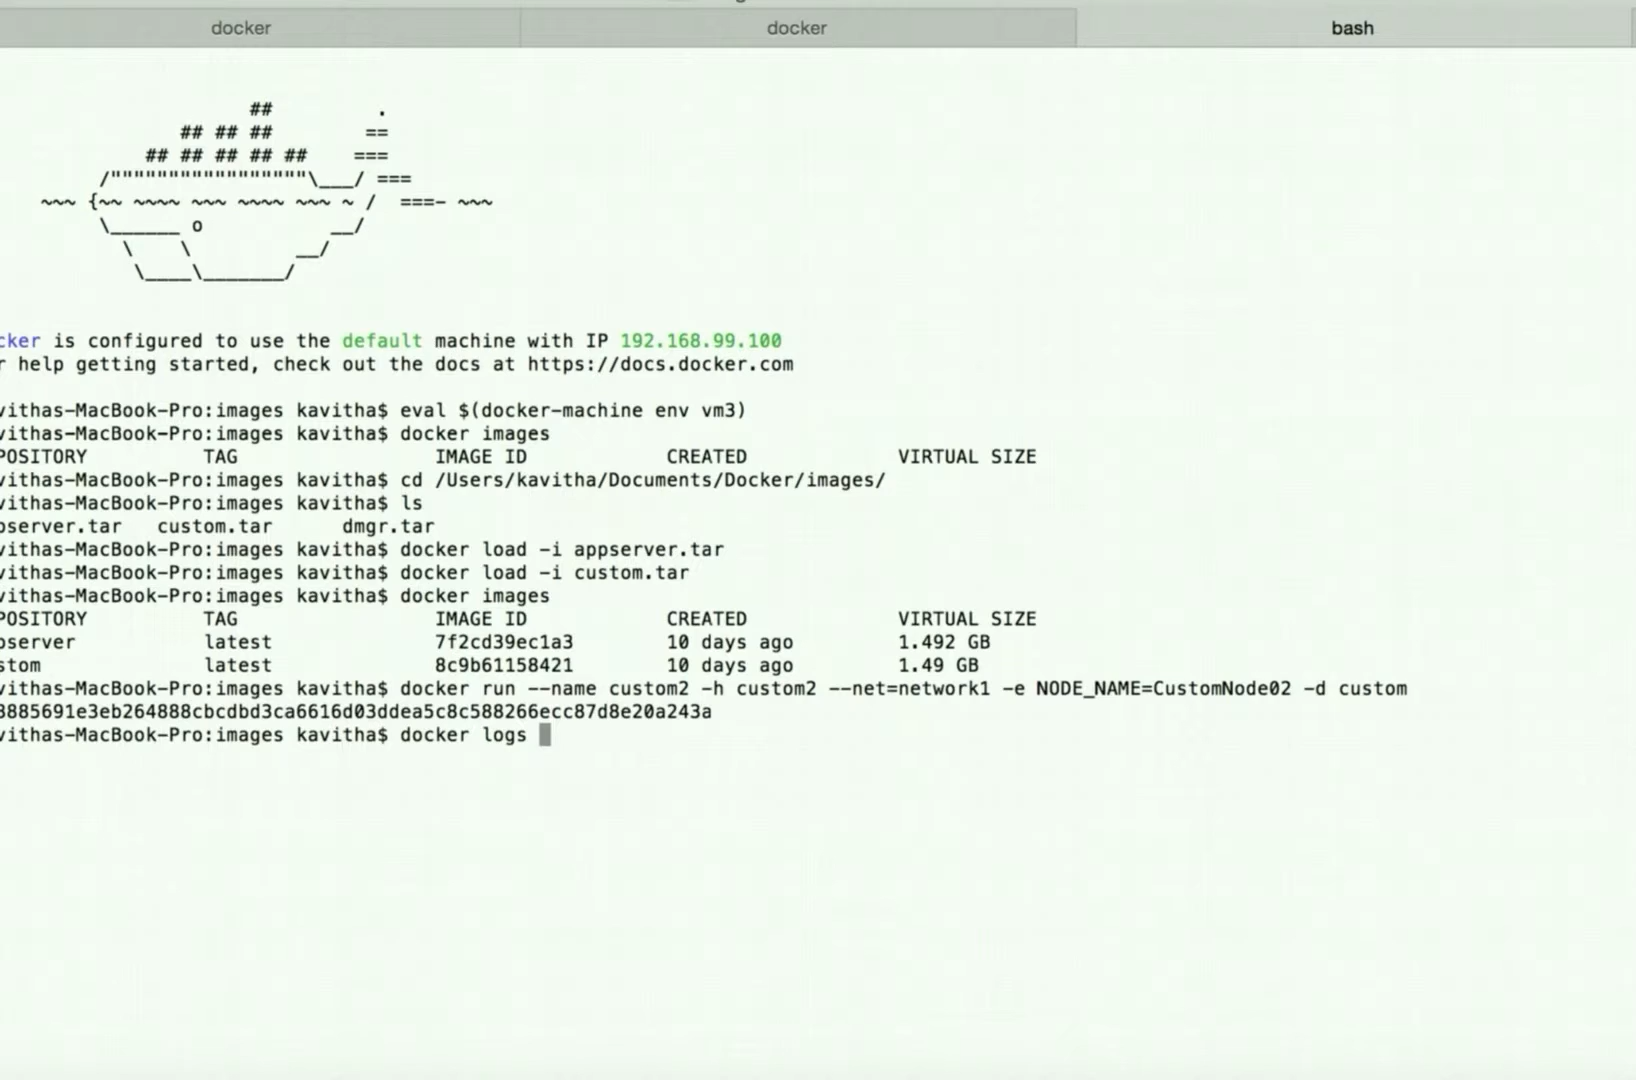 docker docker bash
##         .
## ## ##        ==
## ## ## ## ##    ===
/""""""""""""""""\___/ ===
~~~ {~~ ~~~~ ~~~ ~~~~ ~~~ ~ /  ===- ~~~
\______ o           __/
\    \         __/
\____\_______/
cker is configured to use the default machine with IP 192.168.99.100
r help getting started, check out the docs at https://docs.docker.com
vithas-MacBook-Pro:images kavitha$ eval $(docker-machine env vm3)
vithas-MacBook-Pro:images kavitha$ docker images
POSITORY TAG IMAGE ID CREATED VIRTUAL SIZE
vithas-MacBook-Pro:images kavitha$ cd /Users/kavitha/Documents/Docker/images/
vithas-MacBook-Pro:images kavitha$ ls
pserver.tar custom.tar dmgr.tar
vithas-MacBook-Pro:images kavitha$ docker load -i appserver.tar
vithas-MacBook-Pro:images kavitha$ docker load -i custom.tar
vithas-MacBook-Pro:images kavitha$ docker images
POSITORY TAG IMAGE ID CREATED VIRTUAL SIZE
pserver latest 7f2cd39ec1a3 10 days ago 1.492 GB
stom latest 8c9b61158421 10 days ago 1.49 GB
vithas-MacBook-Pro:images kavitha$ docker run --name custom2 -h custom2 --net=network1 -e NODE_NAME=CustomNode02 -d custom
8885691e3eb264888cbcdbd3ca6616d03ddea5c8c588266ecc87d8e20a243a
vithas-MacBook-Pro:images kavitha$ docker logs